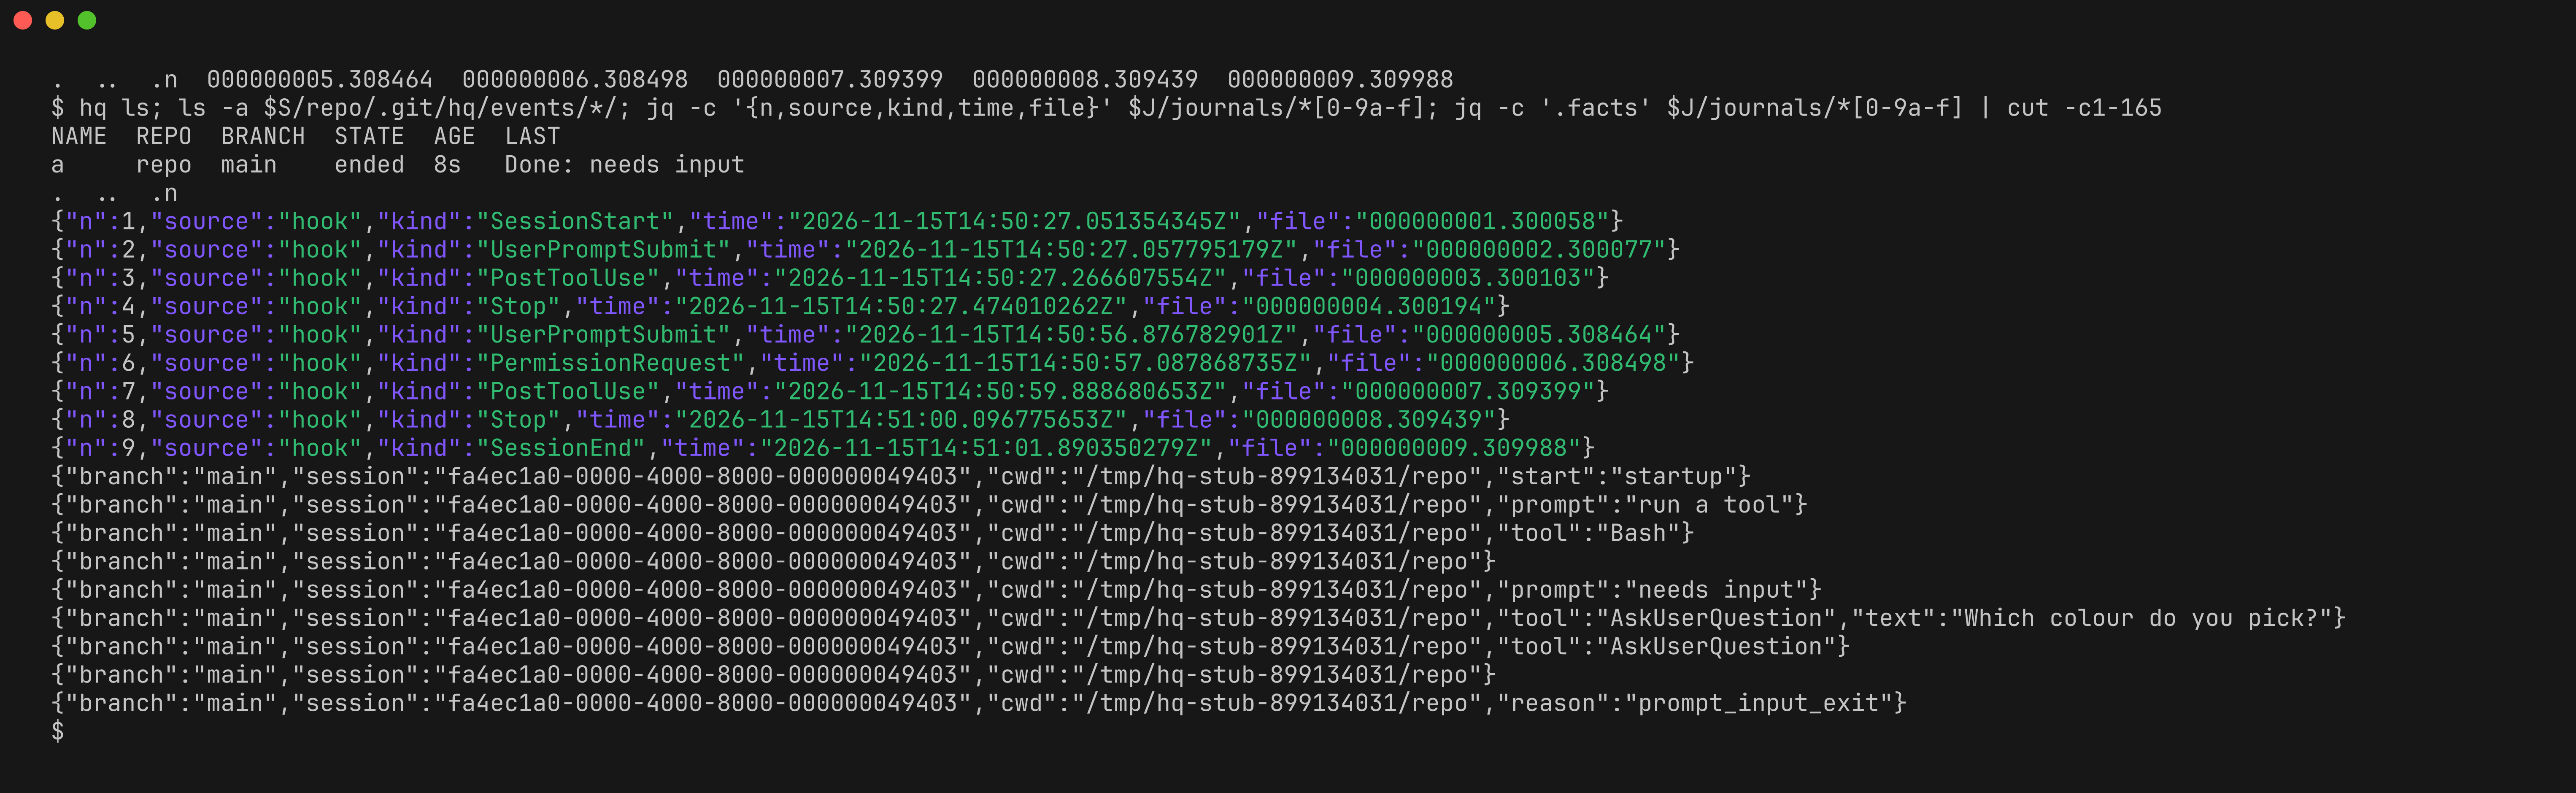 .  ..  .n  000000005.308464  000000006.308498  000000007.309399  000000008.309439  000000009.309988
$ hq ls; ls -a $S/repo/.git/hq/events/*/; jq -c '{n,source,kind,time,file}' $J/journals/*[0-9a-f]; jq -c '.facts' $J/journals/*[0-9a-f] | cut -c1-165
NAME  REPO  BRANCH  STATE  AGE  LAST
a     repo  main    ended  8s   Done: needs input
.  ..  .n
{"n":1,"source":"hook","kind":"SessionStart","time":"2026-11-15T14:50:27.051354345Z","file":"000000001.300058"}
{"n":2,"source":"hook","kind":"UserPromptSubmit","time":"2026-11-15T14:50:27.057795179Z","file":"000000002.300077"}
{"n":3,"source":"hook","kind":"PostToolUse","time":"2026-11-15T14:50:27.266607554Z","file":"000000003.300103"}
{"n":4,"source":"hook","kind":"Stop","time":"2026-11-15T14:50:27.474010262Z","file":"000000004.300194"}
{"n":5,"source":"hook","kind":"UserPromptSubmit","time":"2026-11-15T14:50:56.876782901Z","file":"000000005.308464"}
{"n":6,"source":"hook","kind":"PermissionRequest","time":"2026-11-15T14:50:57.087868735Z","file":"000000006.308498"}
{"n":7,"source":"hook","kind":"PostToolUse","time":"2026-11-15T14:50:59.888680653Z","file":"000000007.309399"}
{"n":8,"source":"hook","kind":"Stop","time":"2026-11-15T14:51:00.096775653Z","file":"000000008.309439"}
{"n":9,"source":"hook","kind":"SessionEnd","time":"2026-11-15T14:51:01.890350279Z","file":"000000009.309988"}
{"branch":"main","session":"fa4ec1a0-0000-4000-8000-000000049403","cwd":"/tmp/hq-stub-899134031/repo","start":"startup"}
{"branch":"main","session":"fa4ec1a0-0000-4000-8000-000000049403","cwd":"/tmp/hq-stub-899134031/repo","prompt":"run a tool"}
{"branch":"main","session":"fa4ec1a0-0000-4000-8000-000000049403","cwd":"/tmp/hq-stub-899134031/repo","tool":"Bash"}
{"branch":"main","session":"fa4ec1a0-0000-4000-8000-000000049403","cwd":"/tmp/hq-stub-899134031/repo"}
{"branch":"main","session":"fa4ec1a0-0000-4000-8000-000000049403","cwd":"/tmp/hq-stub-899134031/repo","prompt":"needs input"}
{"branch":"main","session":"fa4ec1a0-0000-4000-8000-000000049403","cwd":"/tmp/hq-stub-899134031/repo","tool":"AskUserQuestion","text":"Which colour do you pick?"}
{"branch":"main","session":"fa4ec1a0-0000-4000-8000-000000049403","cwd":"/tmp/hq-stub-899134031/repo","tool":"AskUserQuestion"}
{"branch":"main","session":"fa4ec1a0-0000-4000-8000-000000049403","cwd":"/tmp/hq-stub-899134031/repo"}
{"branch":"main","session":"fa4ec1a0-0000-4000-8000-000000049403","cwd":"/tmp/hq-stub-899134031/repo","reason":"prompt_input_exit"}
$